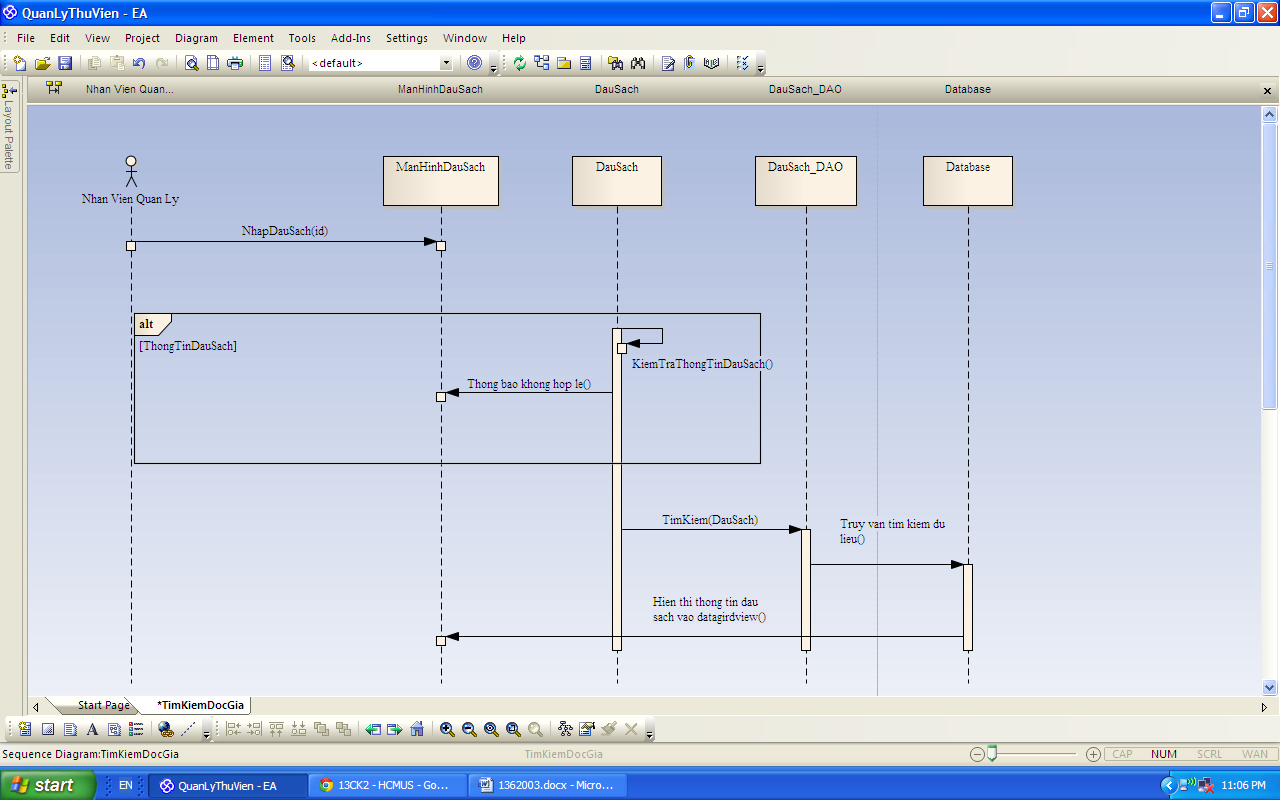 QuanLyThuVien - EA
File Edit View Project Diagram Element Tools Add-Ins Settings Window Help
<default>
Nhan Vien Quan... ManHinhDauSach DauSach DauSach_DAO Database
Layout Palette
ManHinhDauSach DauSach DauSach_DAO Database
Nhan Vien Quan Ly
NhapDauSach(id)
alt
[ThongTinDauSach]
KiemTraThongTinDauSach()
Thong bao khong hop le()
TimKiem(DauSach)
Truy van tim kiem du
lieu()
Hien thi thong tin dau
sach vao datagirdview()
Start Page *TimKiemDocGia
A
Sequence Diagram:TimKiemDocGia TimKiemDocGia CAP NUM SCRL WAN
start EN QuanLyThuVien - EA 13CK2 - HCMUS - Go... 1362003.docx - Micro... 11:06 PM